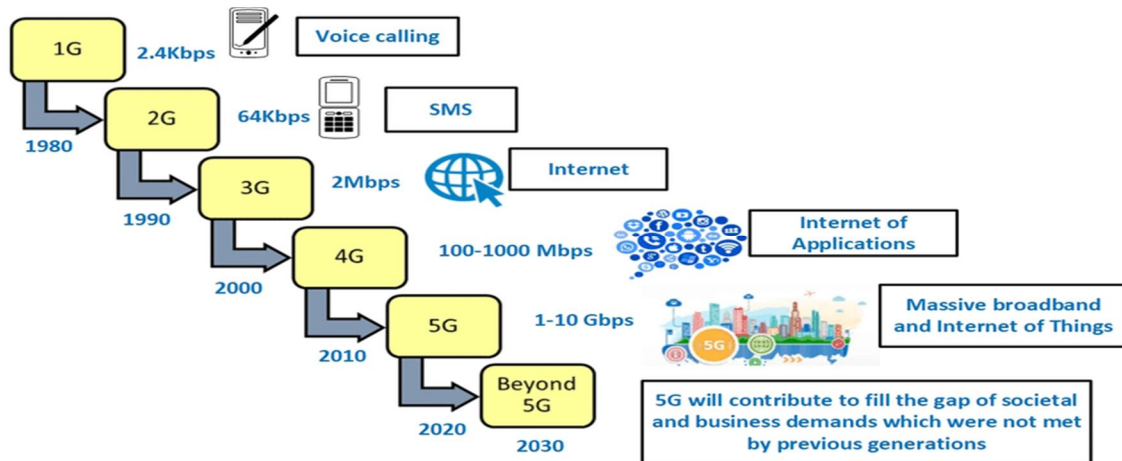 1G
2.4Kbps
Voice calling
1980
2G
64Kbps
SMS
1990
3G
2Mbps
Internet
2000
4G
100-1000 Mbps
Internet of
Applications
2010
5G
1-10 Gbps
5G
Massive broadband
and Internet of Things
2020
Beyond
5G
2030
5G will contribute to fill the gap of societal
and business demands which were not met
by previous generations